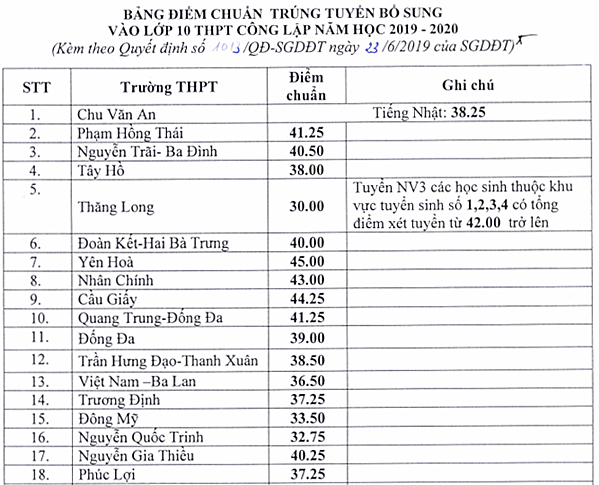 BẢNG ĐIỂM CHUẨN TRÚNG TUYỂN BỔ SUNG
VÀO LỚP 10 THPT CÔNG LẬP NĂM HỌC 2019 - 2020
(Kèm theo Quyết định số 1013/QĐ-SGDĐT ngày 23/6/2019 của SGDĐT)
STT Trường THPT Điểm chuẩn Ghi chú
1. Chu Văn An Tiếng Nhật: 38.25
2. Phạm Hồng Thái 41.25
3. Nguyễn Trãi- Ba Đình 40.50
4. Tây Hồ 38.00
5. Thăng Long 30.00 Tuyển NV3 các học sinh thuộc khu
vực tuyển sinh số 1,2,3,4 có tổng
điểm xét tuyển từ 42.00 trở lên
6. Đoàn Kết-Hai Bà Trưng 40.00
7. Yên Hoà 45.00
8. Nhân Chính 43.00
9. Cầu Giấy 44.25
10. Quang Trung-Đống Đa 41.25
11. Đống Đa 39.00
12. Trần Hưng Đạo-Thanh Xuân 38.50
13. Việt Nam –Ba Lan 36.50
14. Trương Định 37.25
15. Đông Mỹ 33.50
16. Nguyễn Quốc Trinh 32.75
17. Nguyễn Gia Thiều 40.25
18. Phúc Lợi 37.25